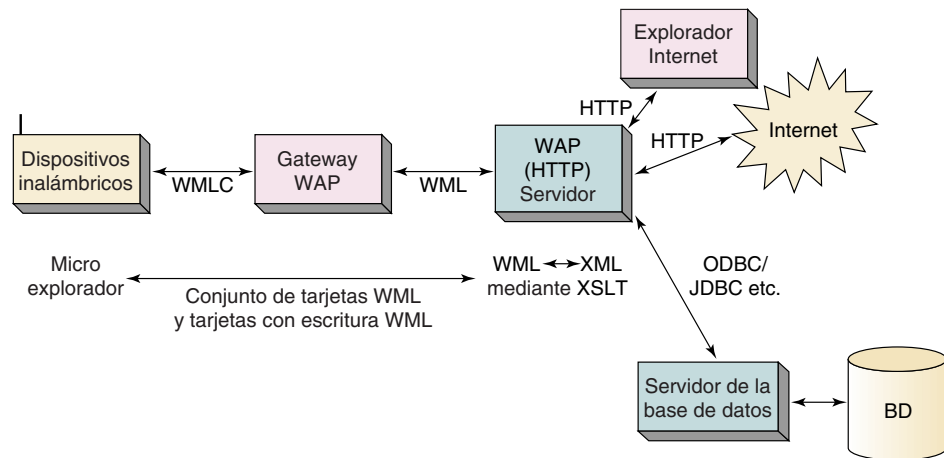 Explorador
Internet
HTTP
Internet
HTTP
WAP
(HTTP)
Servidor
Dispositivos
inalámbricos
WMLC
Gateway
WAP
WML
Micro
explorador
Conjunto de tarjetas WML
y tarjetas con escritura WML
WML XML
mediante XSLT
ODBC/
JDBC etc.
Servidor de la
base de datos
BD